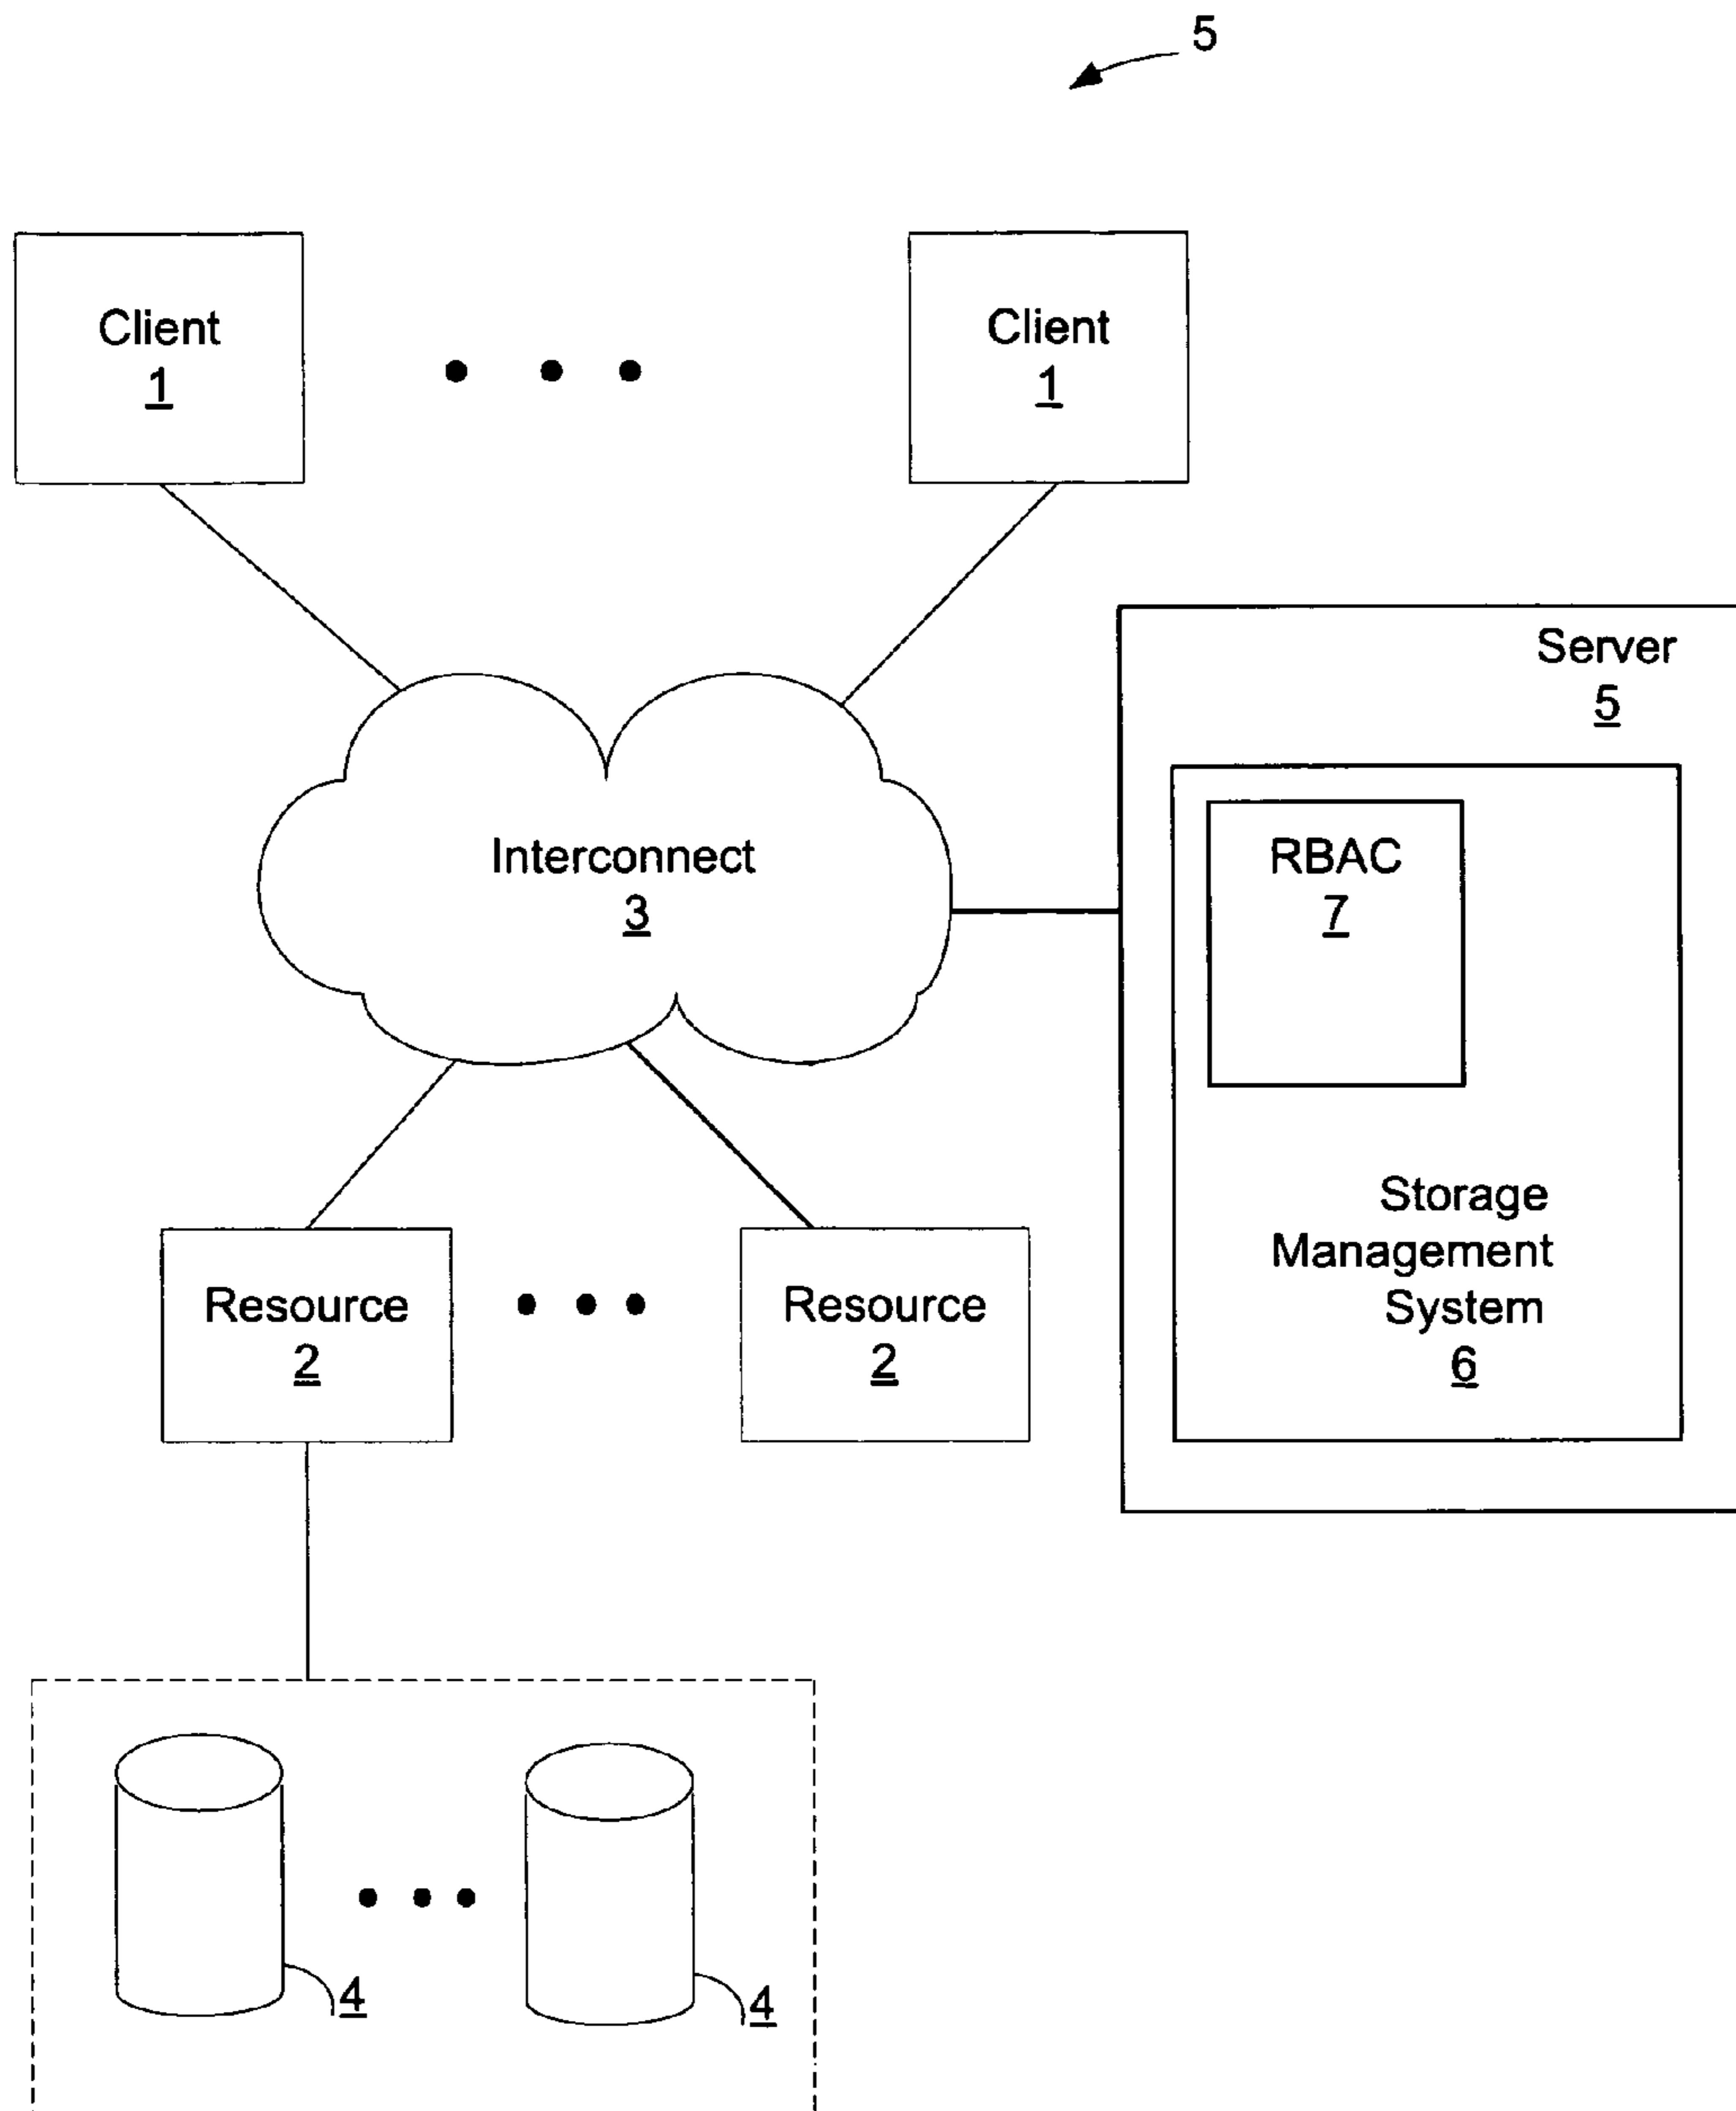 5
Client
1
Client
1
Server
5
Interconnect
3
RBAC
7
Storage
Management
System
6
Resource
2
Resource
2
4
4